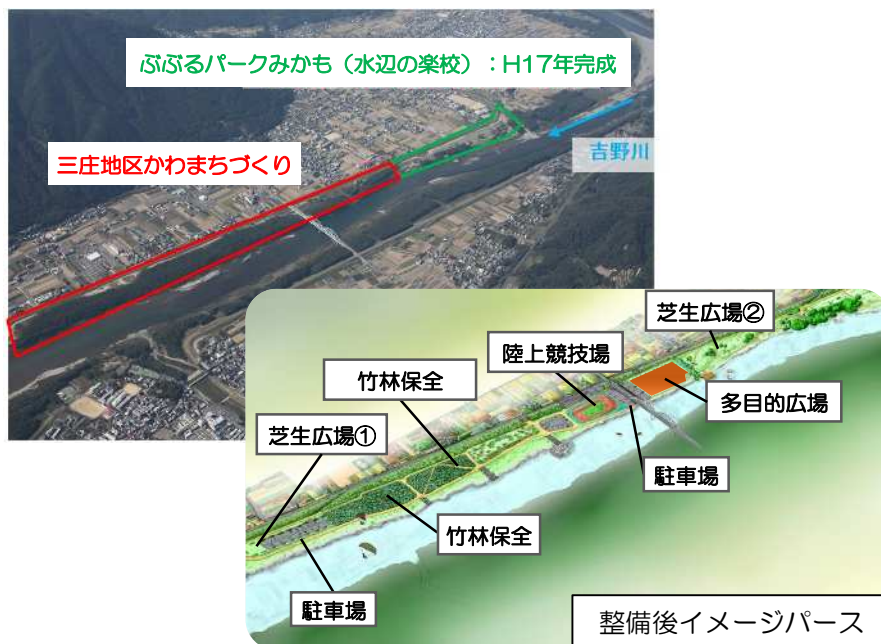 ぶぶるパークみかも（水辺の楽校）：H17年完成
吉野川
三庄地区かわまちづくり
芝生広場②
陸上競技場
竹林保全
多目的広場
芝生広場①
駐車場
竹林保全
駐車場
整備後イメージパース